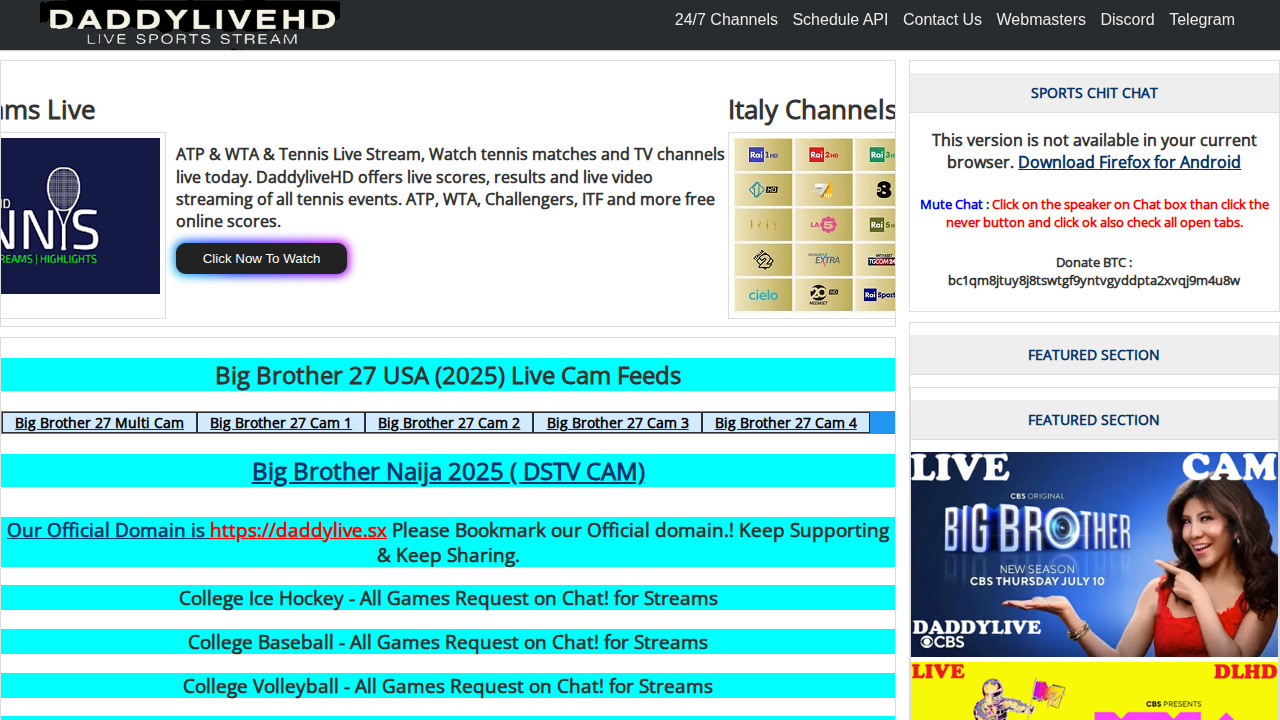 DADDYLIVEHD
LIVE SPORTS STREAM
24/7 Channels Schedule API Contact Us Webmasters Discord Telegram
ams Live
NNIS
REAMS | HIGHLIGHTS
ATP & WTA & Tennis Live Stream, Watch tennis matches and TV channels
live today. DaddyliveHD offers live scores, results and live video
streaming of all tennis events. ATP, WTA, Challengers, ITF and more free
online scores.
Click Now To Watch
Italy Channels
Rai 1HD Rai 2HD Rai 3
8
LA5 Rai 5
MEDIASET EXTRA TGCOM24
cielo 20 HD MEDIASET Rai Sport
Big Brother 27 USA (2025) Live Cam Feeds
Big Brother 27 Multi Cam Big Brother 27 Cam 1 Big Brother 27 Cam 2 Big Brother 27 Cam 3 Big Brother 27 Cam 4
Big Brother Naija 2025 ( DSTV CAM)
Our Official Domain is https://daddylive.sx Please Bookmark our Official domain.! Keep Supporting
& Keep Sharing.
College Ice Hockey - All Games Request on Chat! for Streams
College Baseball - All Games Request on Chat! for Streams
College Volleyball - All Games Request on Chat! for Streams
SPORTS CHIT CHAT
This version is not available in your current
browser. Download Firefox for Android
Mute Chat : Click on the speaker on Chat box than click the
never button and click ok also check all open tabs.
Donate BTC :
bc1qm8jtuy8j8tswtgf9yntvgyddpta2xvqj9m4u8w
FEATURED SECTION
FEATURED SECTION
LIVE CAM
CBS ORIGINAL
BIG BROTHER
NEW SEASON
CBS THURSDAY JULY 10
DADDYLIVE
CBS
LIVE DLHD
CBS PRESENTS